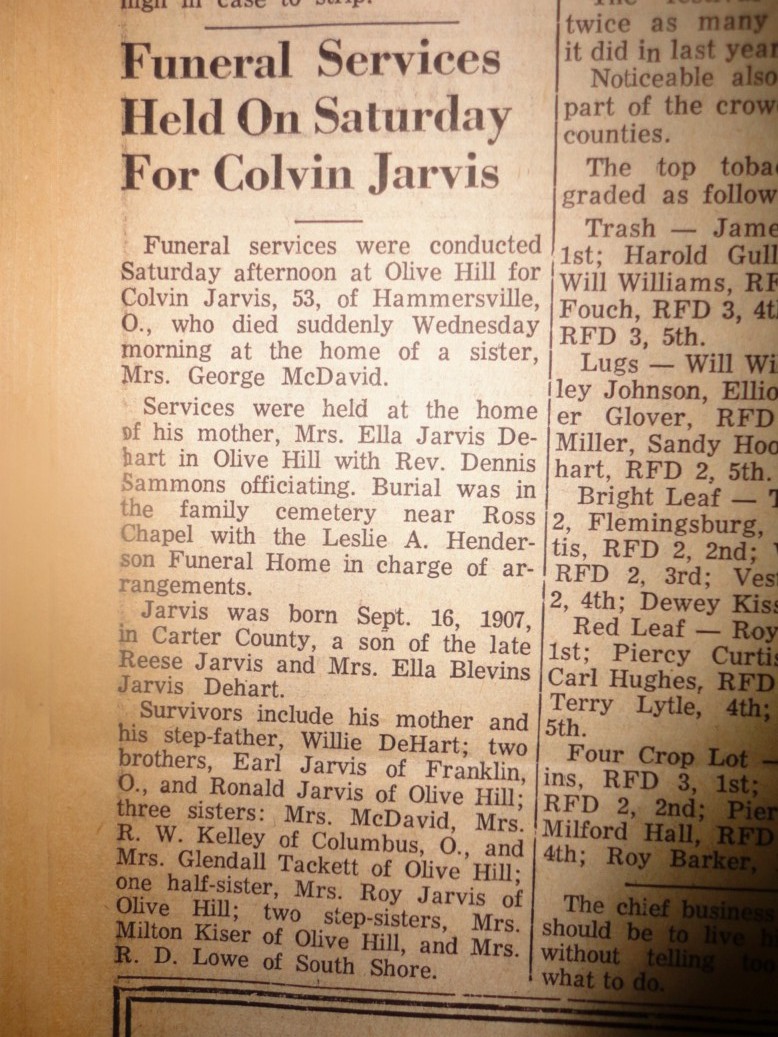 high in case to strip.
Funeral Services
Held On Saturday
For Colvin Jarvis
Funeral services were conducted
Saturday afternoon at Olive Hill for
Colvin Jarvis, 53, of Hammersville,
O., who died suddenly Wednesday
morning at the home of a sister,
Mrs. George McDavid.
Services were held at the home
of his mother, Mrs. Ella Jarvis De-
hart in Olive Hill with Rev. Dennis
Sammons officiating. Burial was in
the family cemetery near Ross
Chapel with the Leslie A. Hender-
son Funeral Home in charge of ar-
rangements.
Jarvis was born Sept. 16, 1907,
in Carter County, a son of the late
Reese Jarvis and Mrs. Ella Blevins
Jarvis Dehart.
Survivors include his mother and
his step-father, Willie DeHart; two
brothers, Earl Jarvis of Franklin,
O., and Ronald Jarvis of Olive Hill;
three sisters: Mrs. McDavid, Mrs.
R. W. Kelley of Columbus, O., and
Mrs. Glendall Tackett of Olive Hill;
one half-sister, Mrs. Roy Jarvis of
Olive Hill; two step-sisters, Mrs.
Milton Kiser of Olive Hill, and Mrs.
R. D. Lowe of South Shore.
The festival
twice as many
it did in last year
Noticeable also
part of the crow
counties.
The top toba
graded as follow
Trash — Jame
1st; Harold Gull
Will Williams, RF
Fouch, RFD 3, 4t
RFD 3, 5th.
Lugs — Will Wi
ley Johnson, Ellio
er Glover, RFD
Miller, Sandy Hoo
hart, RFD 2, 5th.
Bright Leaf — T
2, Flemingsburg,
tis, RFD 2, 2nd;
RFD 2, 3rd; Ves
2, 4th; Dewey Kiss
Red Leaf — Roy
1st; Piercy Curti
Carl Hughes, RFD
Terry Lytle, 4th;
5th.
Four Crop Lot —
ins, RFD 3, 1st;
RFD 2, 2nd; Pier
Milford Hall, RFD
4th; Roy Barker,
The chief business
should be to live
without telling too
what to do.